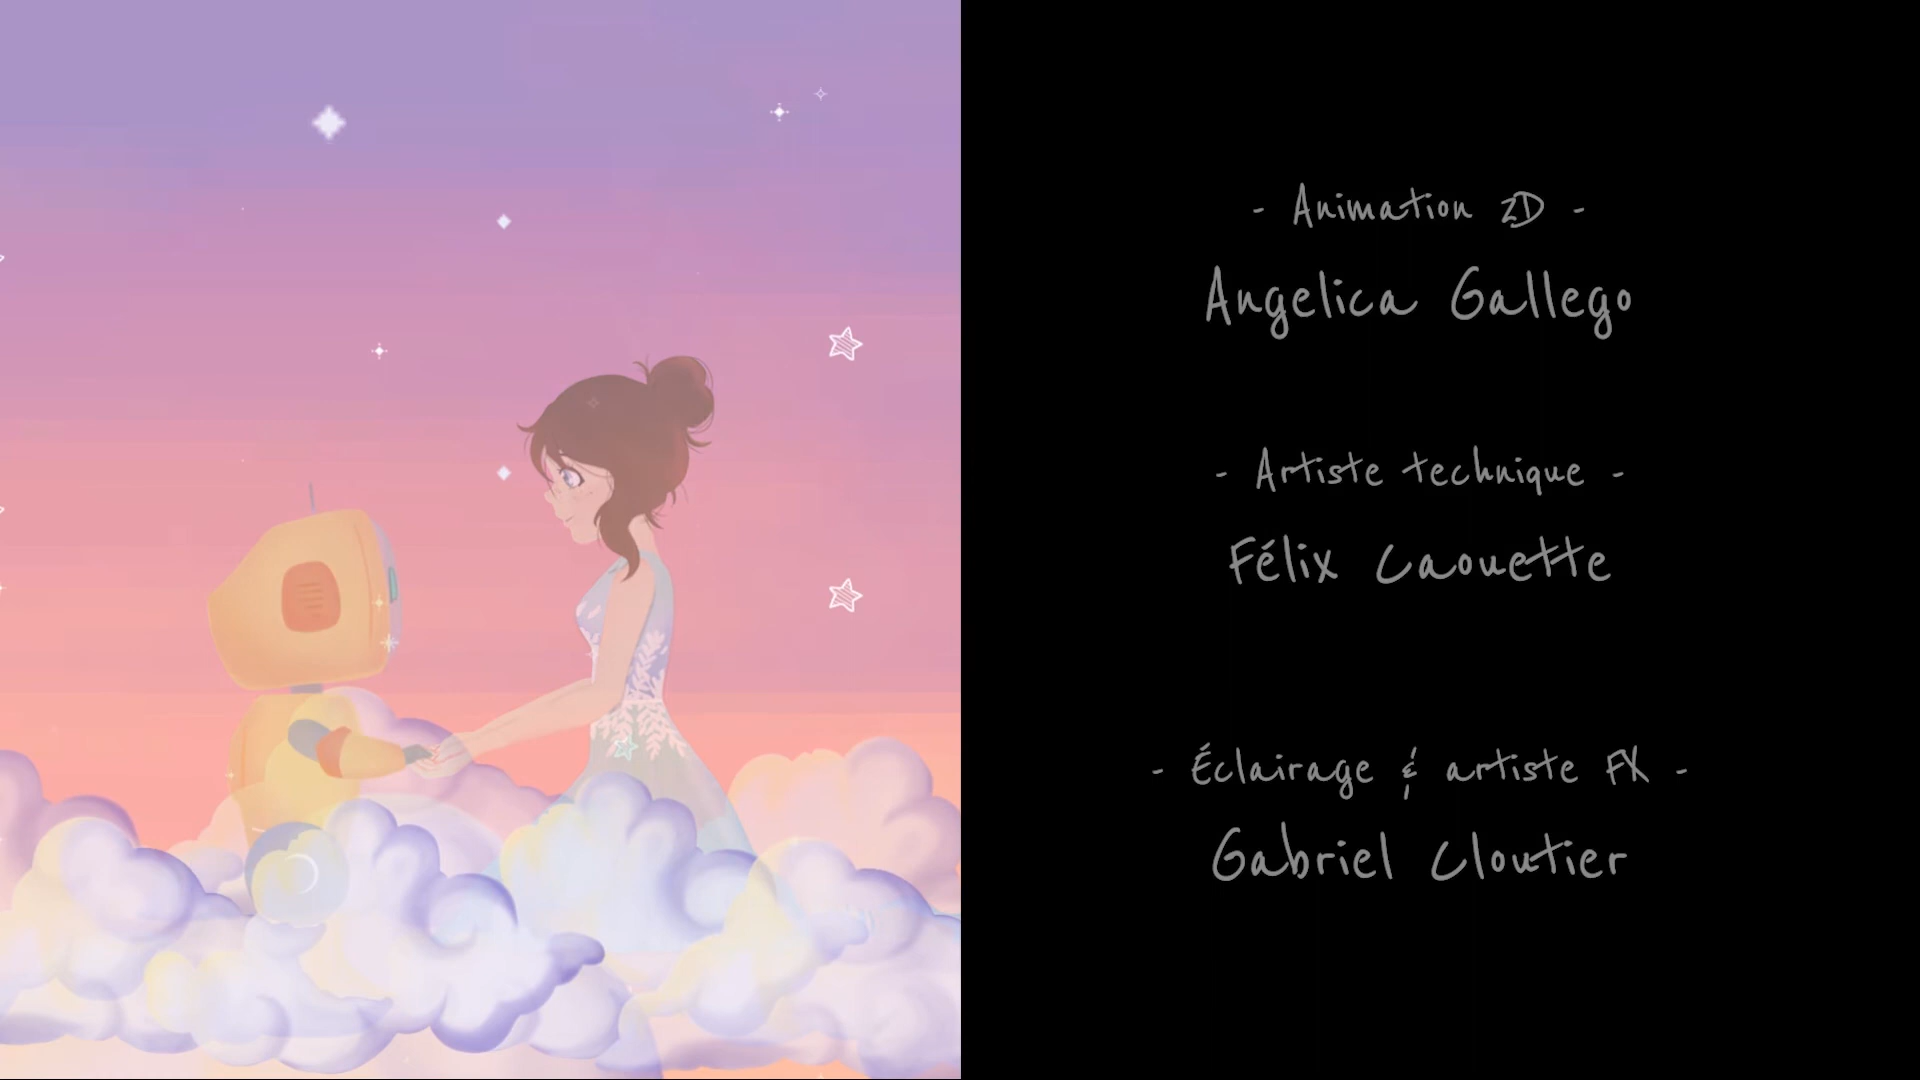 - Animation 2D -
Angelica Gallego
- Artiste technique -
Félix Caouette
- Éclairage & artiste FX -
Gabriel Cloutier